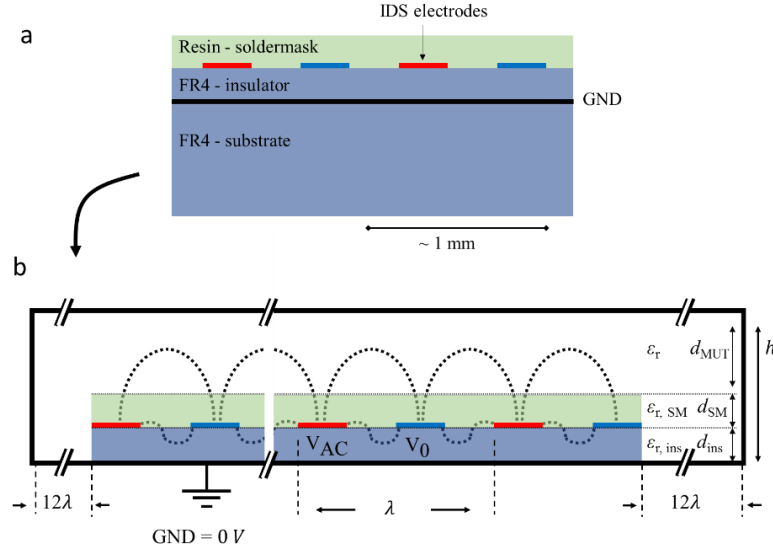 IDS electrodes
a
Resin - soldermask
FR4 - insulator
GND
FR4 - substrate
~ 1 mm
b
εr dMUT h
εr, SM dSM
VAC V0 εr, ins dins
12λ λ 12λ
GND = 0 V